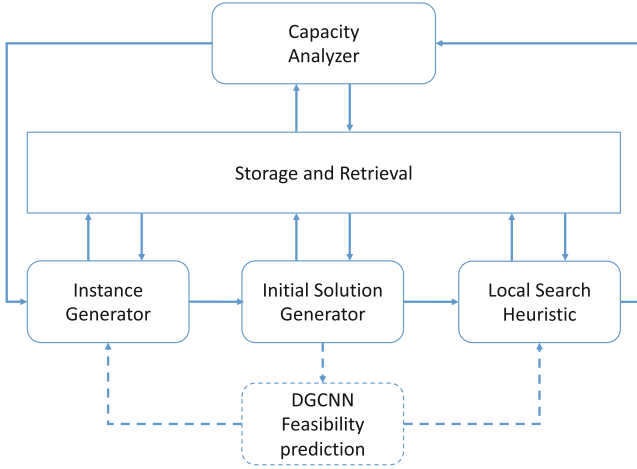 Capacity
Analyzer
Storage and Retrieval
Instance
Generator
Initial Solution
Generator
Local Search
Heuristic
DGCNN
Feasibility
prediction